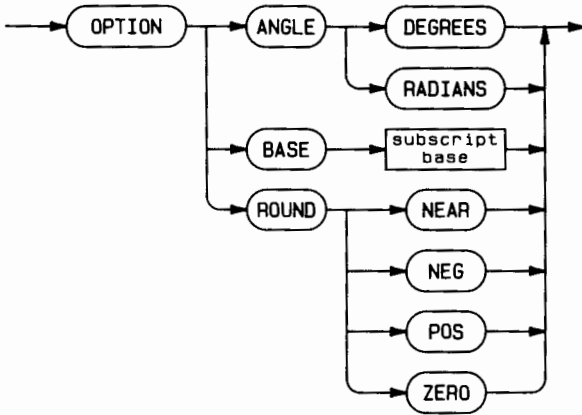 OPTION
ANGLE
DEGREES
RADIANS
BASE
subscript
base
ROUND
NEAR
NEG
POS
ZERO